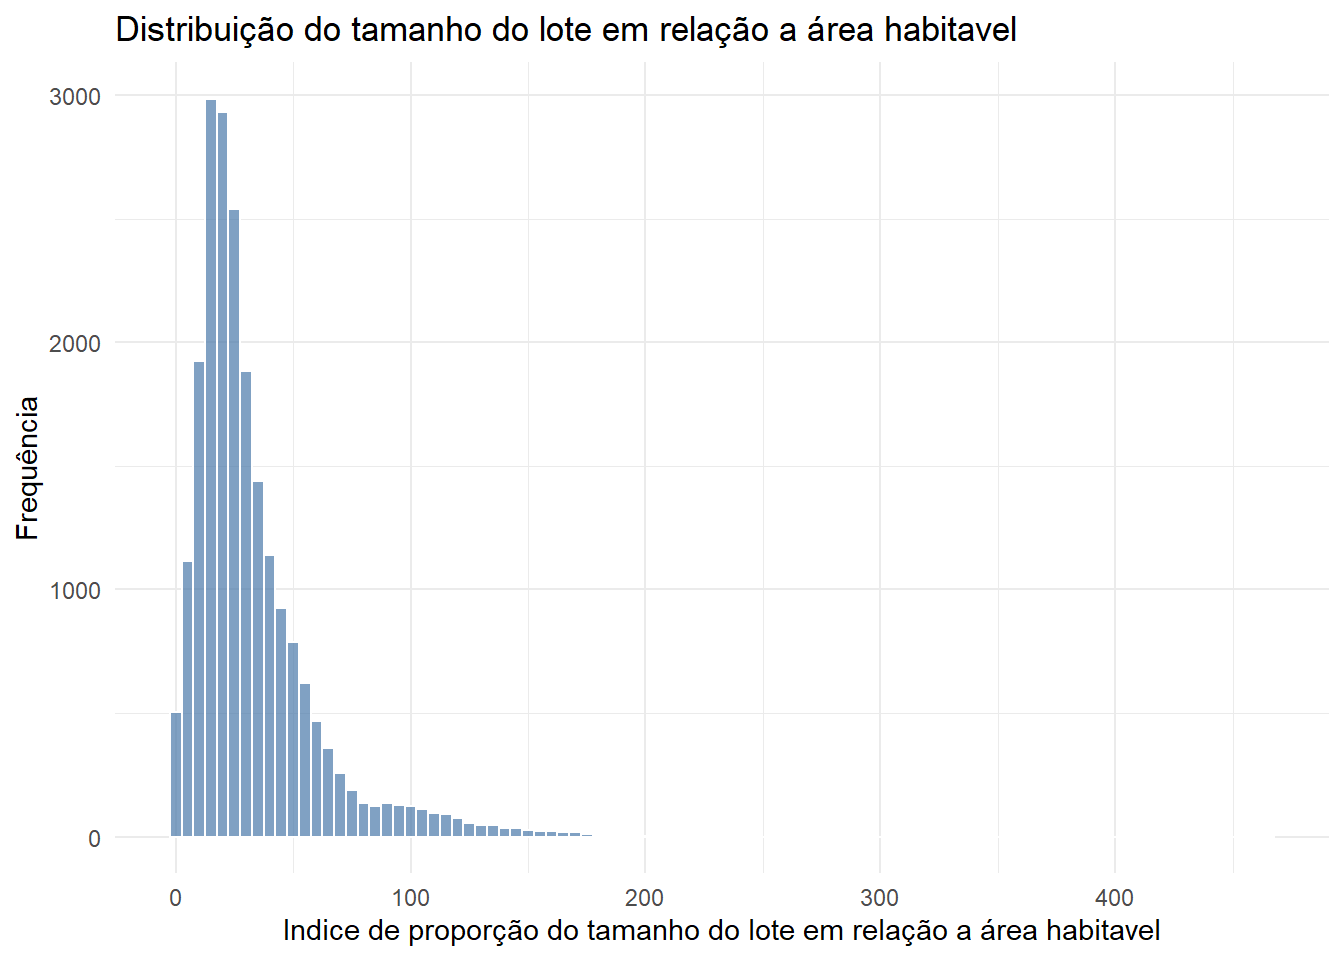 Distribuição do tamanho do lote em relação a área habitavel
3000
2000
1000
0
Frequência
0 100 200 300 400
Indice de proporção do tamanho do lote em relação a área habitavel